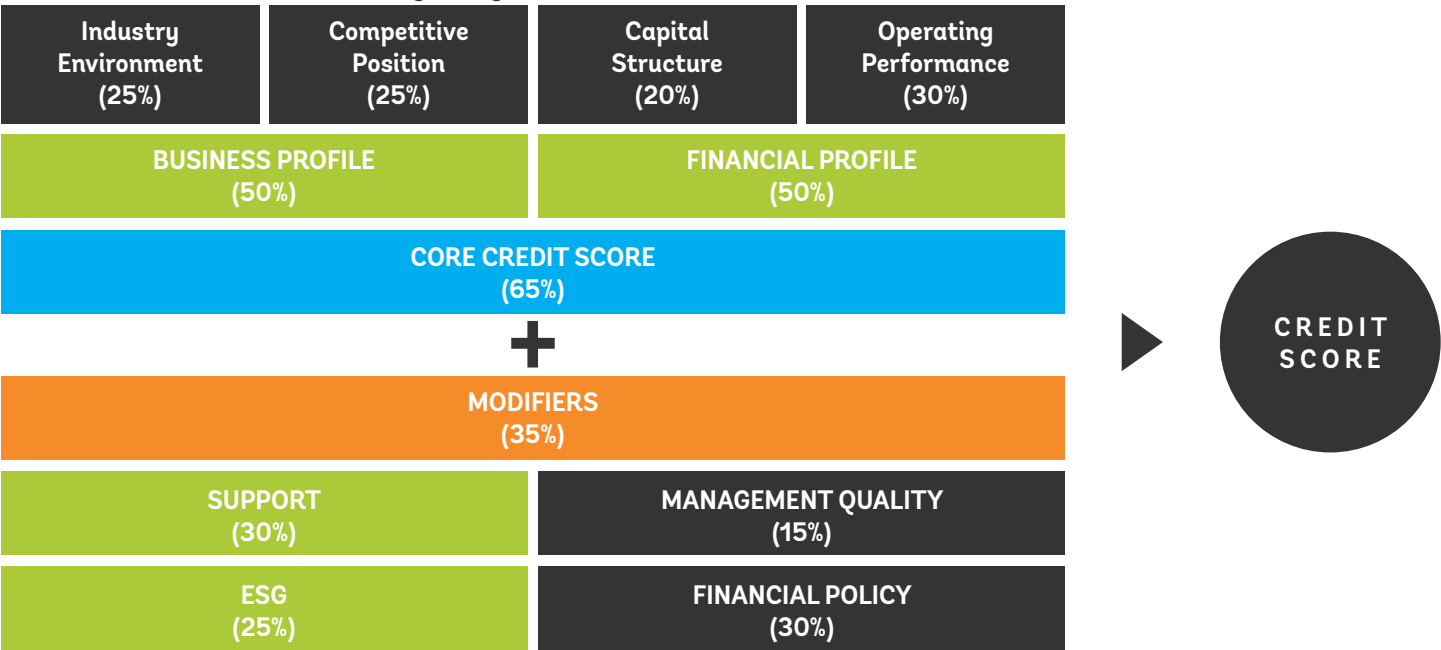 Industry
Environment
(25%)
Competitive
Position
(25%)
Capital
Structure
(20%)
Operating
Performance
(30%)
BUSINESS PROFILE
(50%)
FINANCIAL PROFILE
(50%)
CORE CREDIT SCORE
(65%)
+
MODIFIERS
(35%)
SUPPORT
(30%)
MANAGEMENT QUALITY
(15%)
ESG
(25%)
FINANCIAL POLICY
(30%)
CREDIT
SCORE